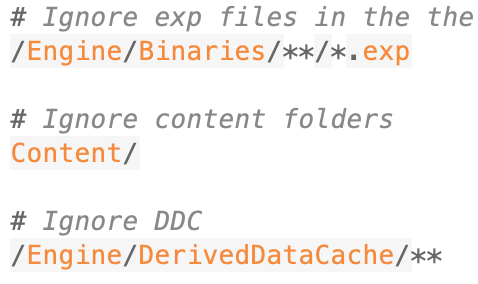 # Ignore exp files in the the
/Engine/Binaries/**/*.exp
# Ignore content folders
Content/
# Ignore DDC
/Engine/DerivedDataCache/**